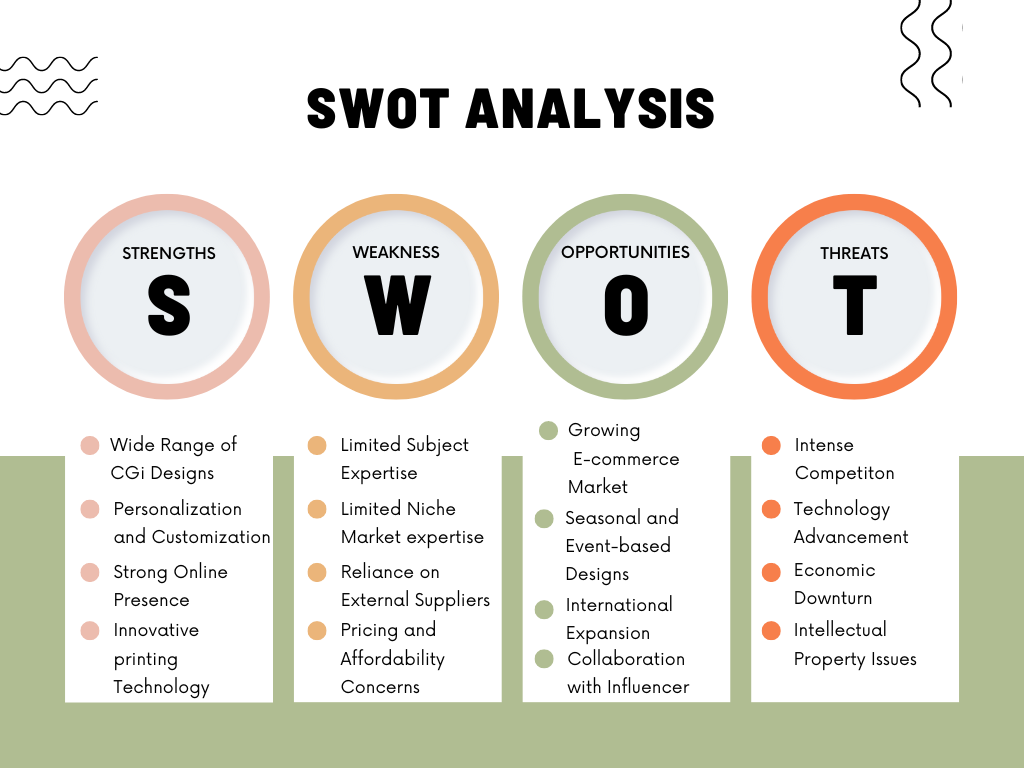 SWOT ANALYSIS
STRENGTHS
S
WEAKNESS
W
OPPORTUNITIES
O
THREATS
T
Wide Range of
CGi Designs
Personalization
and Customization
Strong Online
Presence
Innovative
printing
Technology
Limited Subject
Expertise
Limited Niche
Market expertise
Reliance on
External Suppliers
Pricing and
Affordability
Concerns
Growing
E-commerce
Market
Seasonal and
Event-based
Designs
International
Expansion
Collaboration
with Influencer
Intense
Competiton
Technology
Advancement
Economic
Downturn
Intellectual
Property Issues